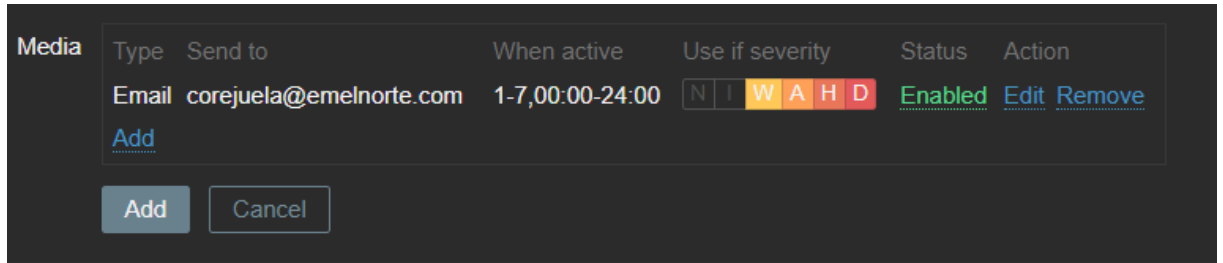 Media Type Send to When active Use if severity Status Action
Email corejuela@emelnorte.com 1-7,00:00-24:00 N I W A H D Enabled Edit Remove
Add
Add Cancel